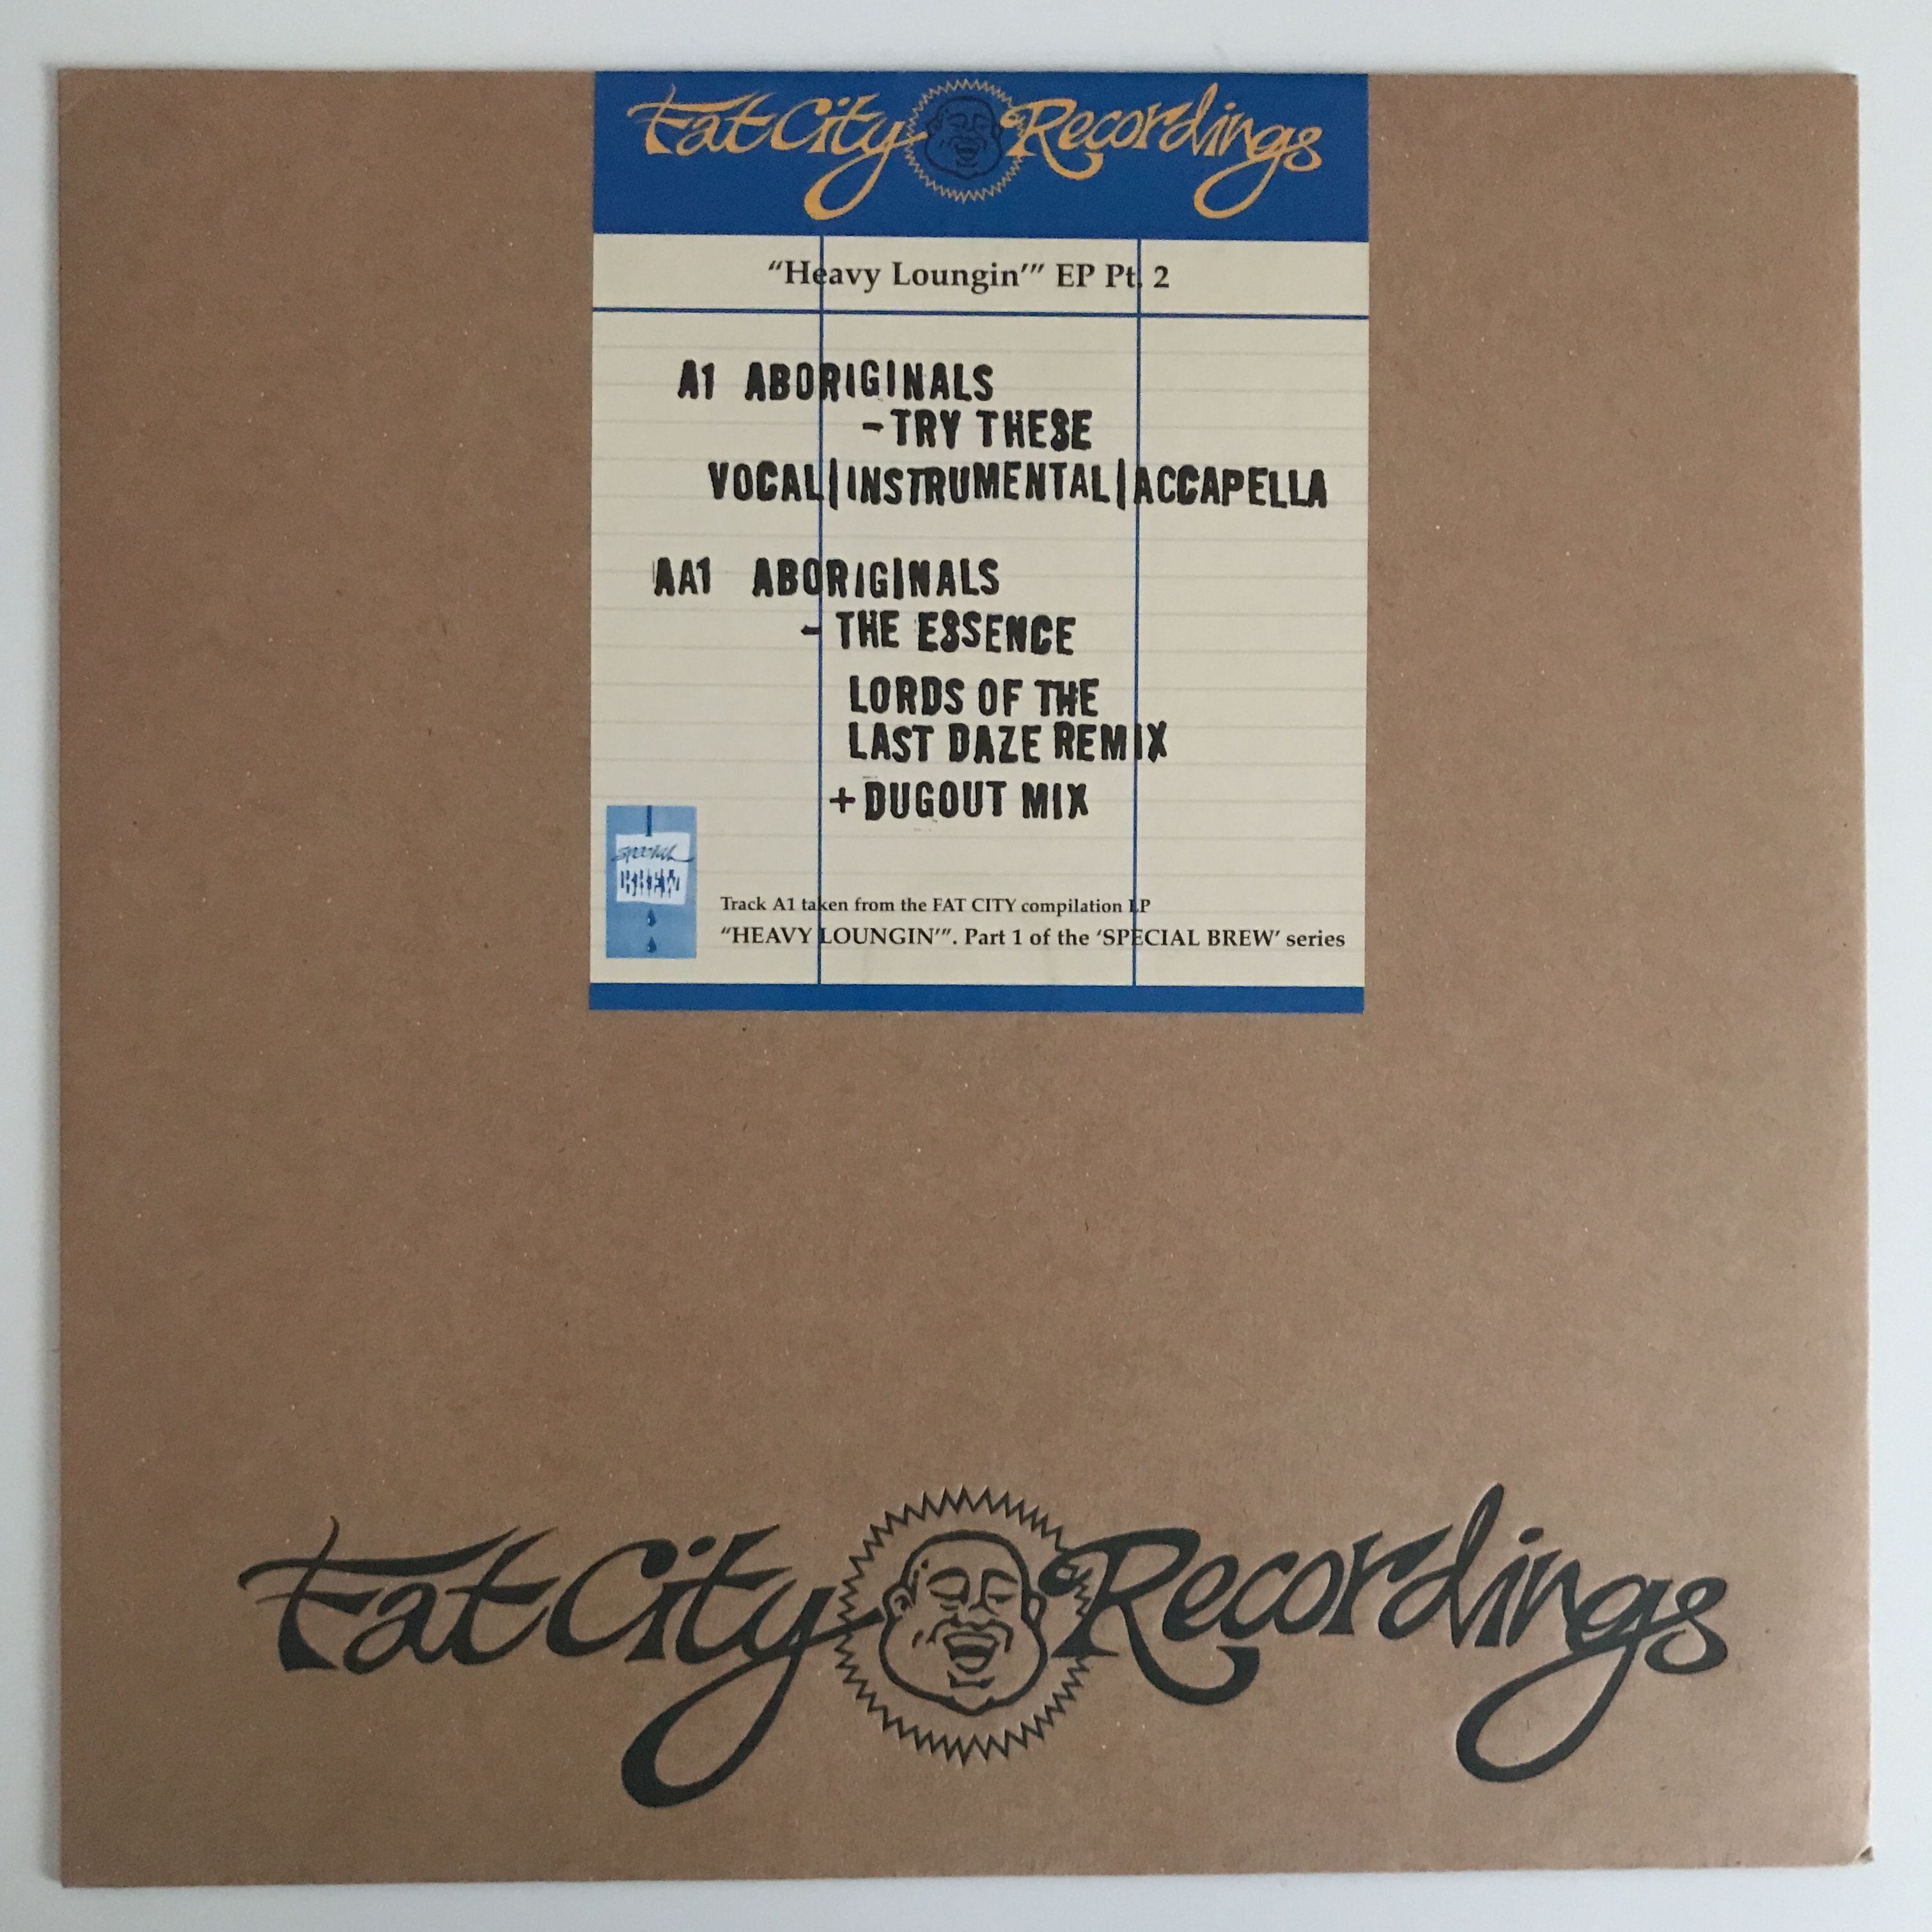 Fat City Recordings
“Heavy Loungin’” EP Pt. 2
A1 ABORIGINALS
-TRY THESE
VOCAL|INSTRUMENTAL|ACCAPELLA
AA1 ABORIGINALS
- THE ESSENCE
LORDS OF THE
LAST DAZE REMIX
+ DUGOUT MIX
SPECIAL
BREW
Track A1 taken from the FAT CITY compilation LP
“HEAVY LOUNGIN’”. Part 1 of the ‘SPECIAL BREW’ series
Fat City Recordings